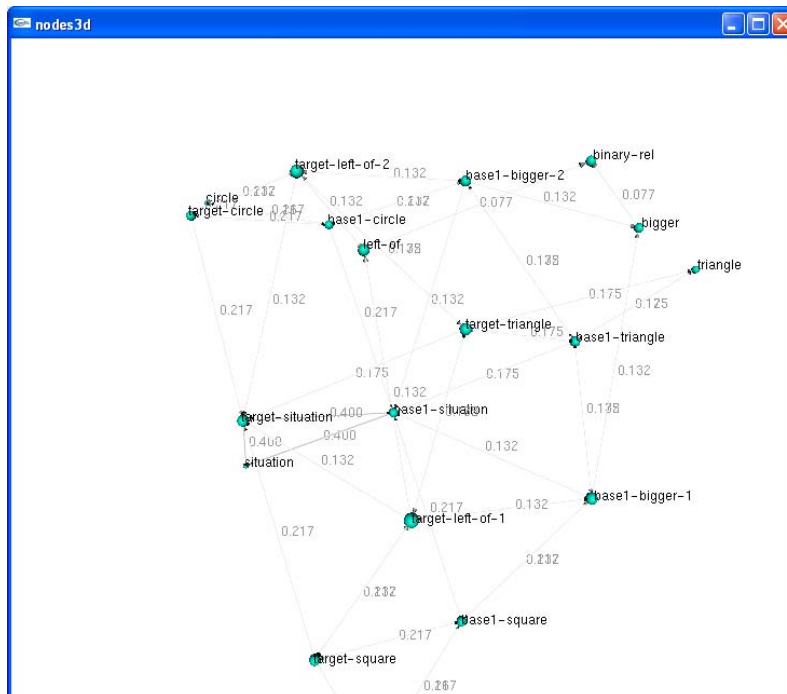 nodes3d
target-left-of-2
binary-rel
0.132
base1-bigger-2
circle
0.132
0.077
0.132
0.077
target-circle
0.217
base1-circle
bigger
left-of
triangle
0.175
0.217
0.132
0.217
0.132
target-triangle
0.175
base1-triangle
0.175
0.175
0.132
0.132
target-situation
0.400
base1-situation
0.400
0.132
situation
0.132
0.217
0.132
base1-bigger-1
target-left-of-1
0.217
base1-square
0.217
target-square